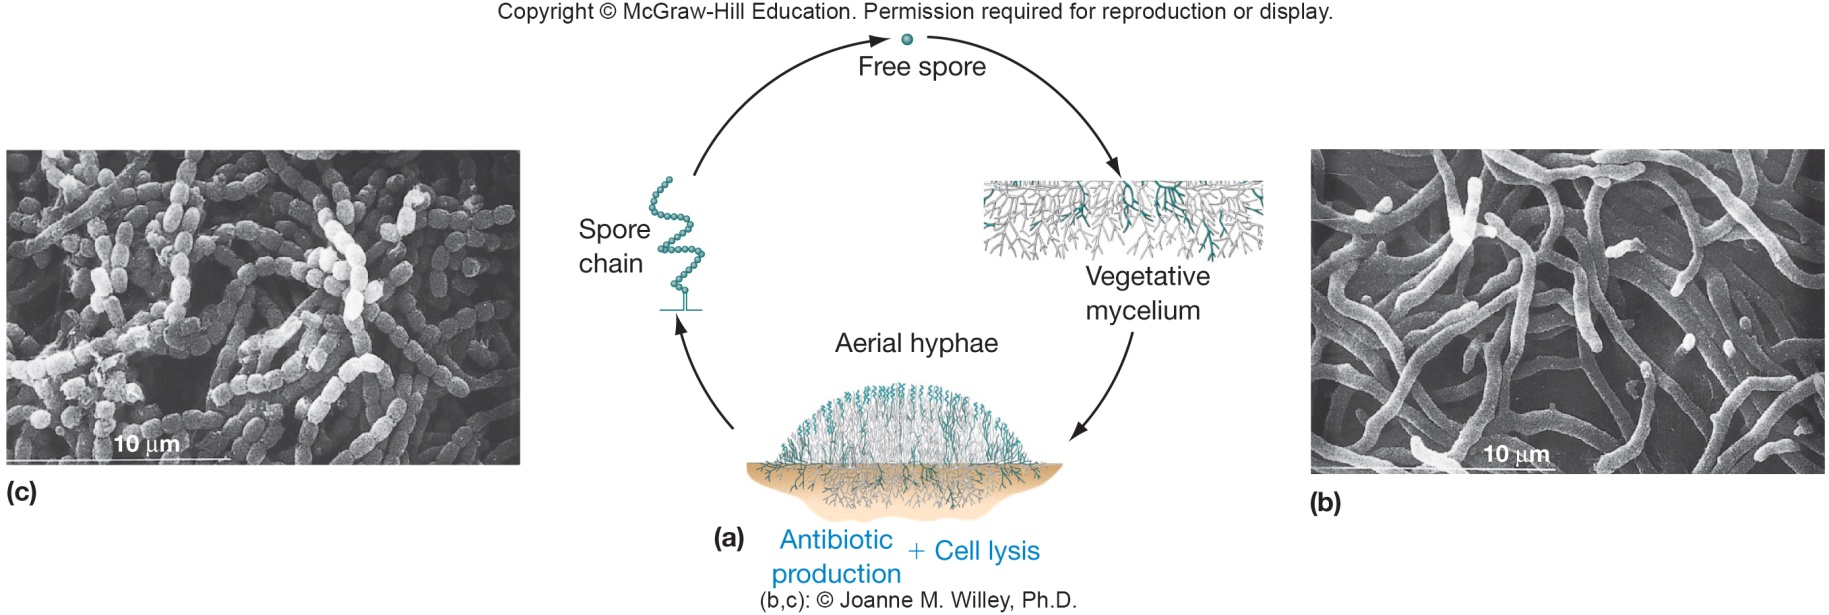 Copyright © McGraw-Hill Education. Permission required for reproduction or display.
Free spore
Spore
chain
Vegetative
mycelium
Aerial hyphae
10 µm
(c)
10 µm
(b)
(a)
Antibiotic
production
+ Cell lysis
(b,c): © Joanne M. Willey, Ph.D.